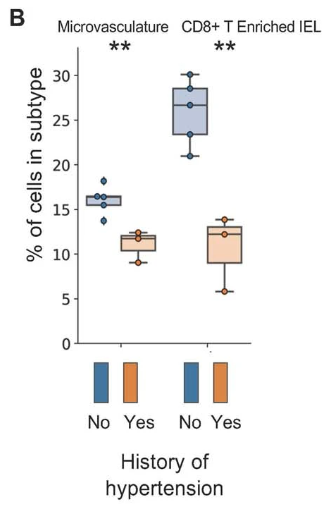 B
Microvasculature CD8+ T Enriched IEL
** **
% of cells in subtype
30
25
20
15
10
5
0
No Yes No Yes
History of
hypertension